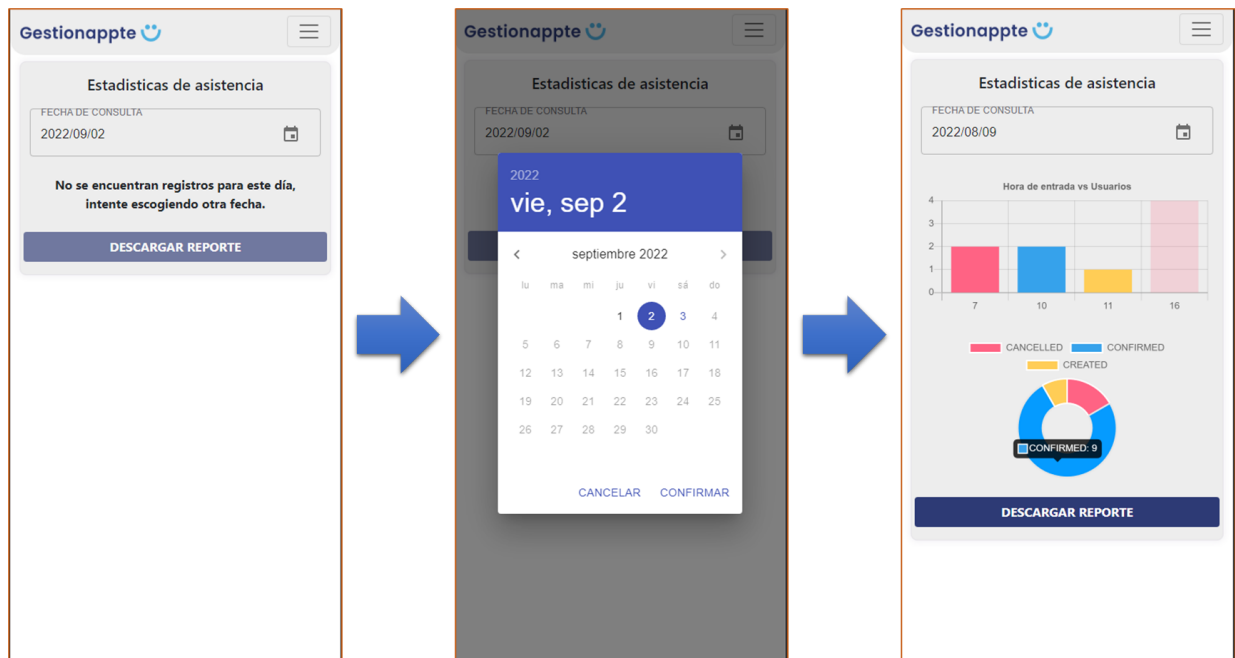 Gestionappte
Estadisticas de asistencia
FECHA DE CONSULTA
2022/09/02
No se encuentran registros para este día,
intente escogiendo otra fecha.
DESCARGAR REPORTE
Gestionappte
Estadisticas de asistencia
FECHA DE CONSULTA
2022/09/02
2022
vie, sep 2
septiembre 2022
lu ma mi ju vi sá do
1 2 3 4
5 6 7 8 9 10 11
12 13 14 15 16 17 18
19 20 21 22 23 24 25
26 27 28 29 30
CANCELAR CONFIRMAR
Gestionappte
Estadisticas de asistencia
FECHA DE CONSULTA
2022/08/09
Hora de entrada vs Usuarios
4
3
2
1
0
7 10 11 16
CANCELLED CONFIRMED
CREATED
CONFIRMED: 9
DESCARGAR REPORTE